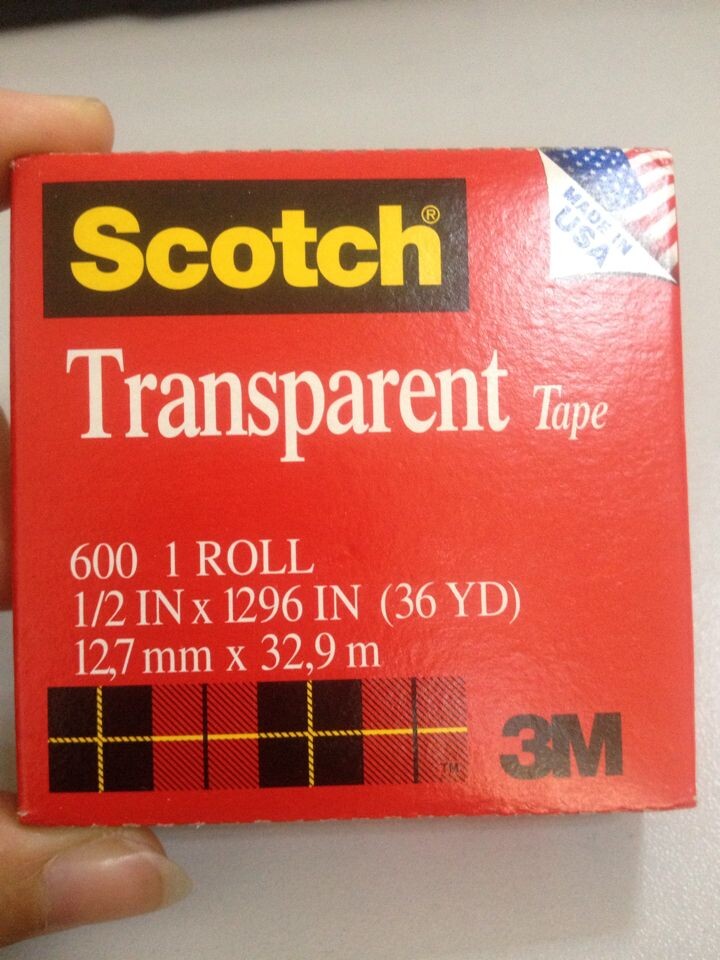 Scotch®
MADE IN
USA
Transparent Tape
600 1 ROLL
1/2 IN x 1296 IN (36 YD)
12,7 mm x 32,9 m
TM
3M